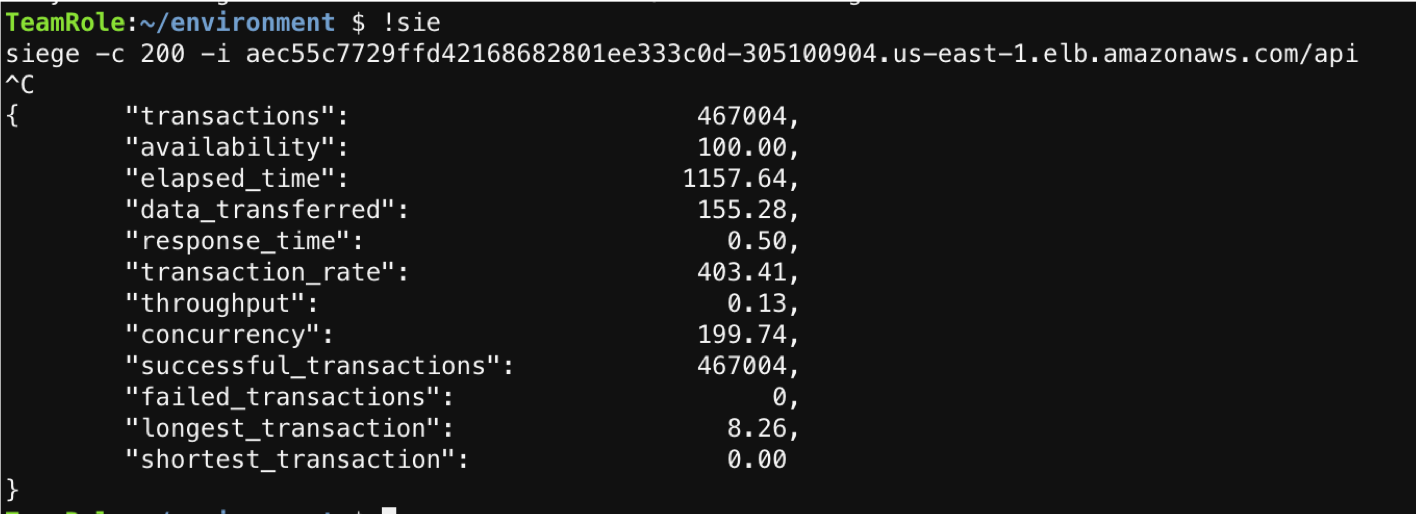 TeamRole:~/environment $ !sie
siege -c 200 -i aec55c7729ffd42168682801ee333c0d-305100904.us-east-1.elb.amazonaws.com/api
^C
{ "transactions": 467004,
"availability": 100.00,
"elapsed_time": 1157.64,
"data_transferred": 155.28,
"response_time": 0.50,
"transaction_rate": 403.41,
"throughput": 0.13,
"concurrency": 199.74,
"successful_transactions": 467004,
"failed_transactions": 0,
"longest_transaction": 8.26,
"shortest_transaction": 0.00
}